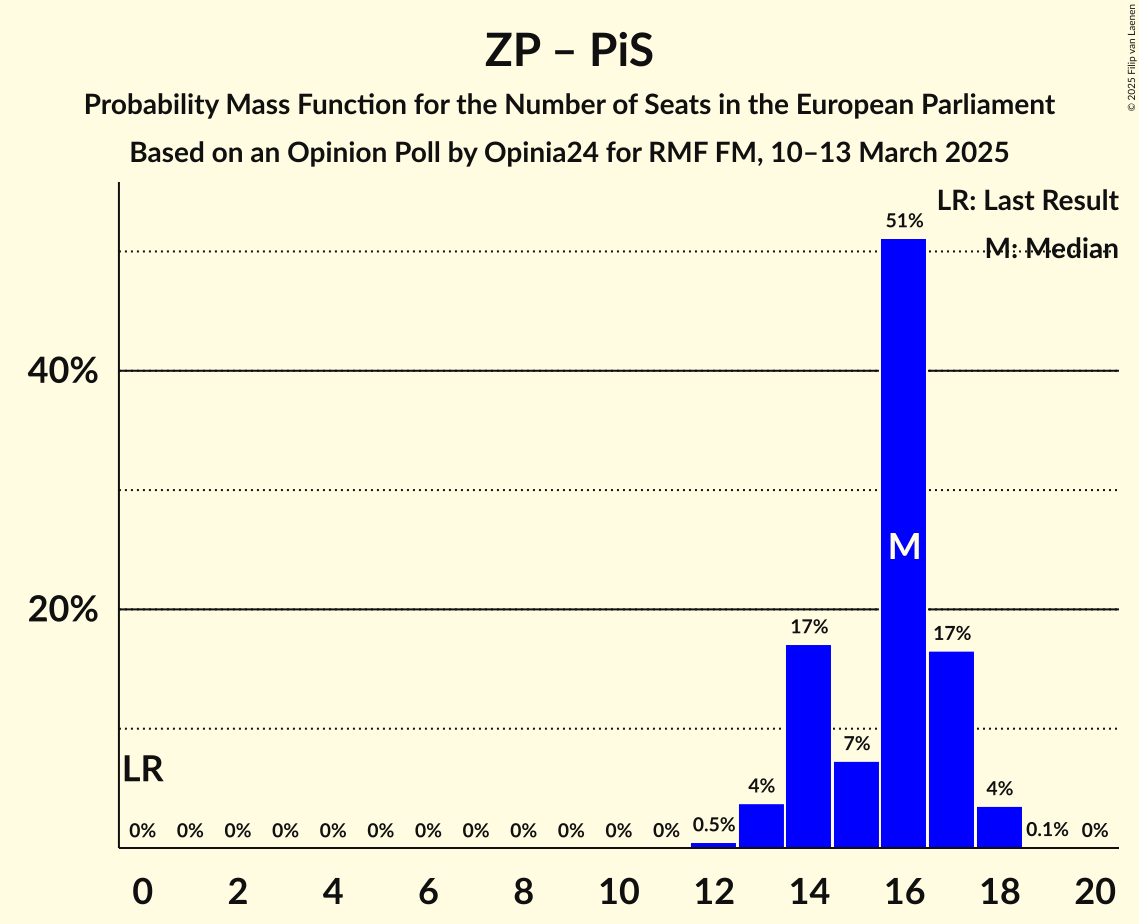 ZP – PiS
Probability Mass Function for the Number of Seats in the European Parliament
Based on an Opinion Poll by Opinia24 for RMF FM, 10–13 March 2025
© 2025 Filip van Laenen
LR: Last Result
M: Median
40%
20%
51%
M
17%
17%
7%
4%
4%
LR
0% 0% 0% 0% 0% 0% 0% 0% 0% 0% 0% 0% 0.5% 0.1% 0%
0 2 4 6 8 10 12 14 16 18 20